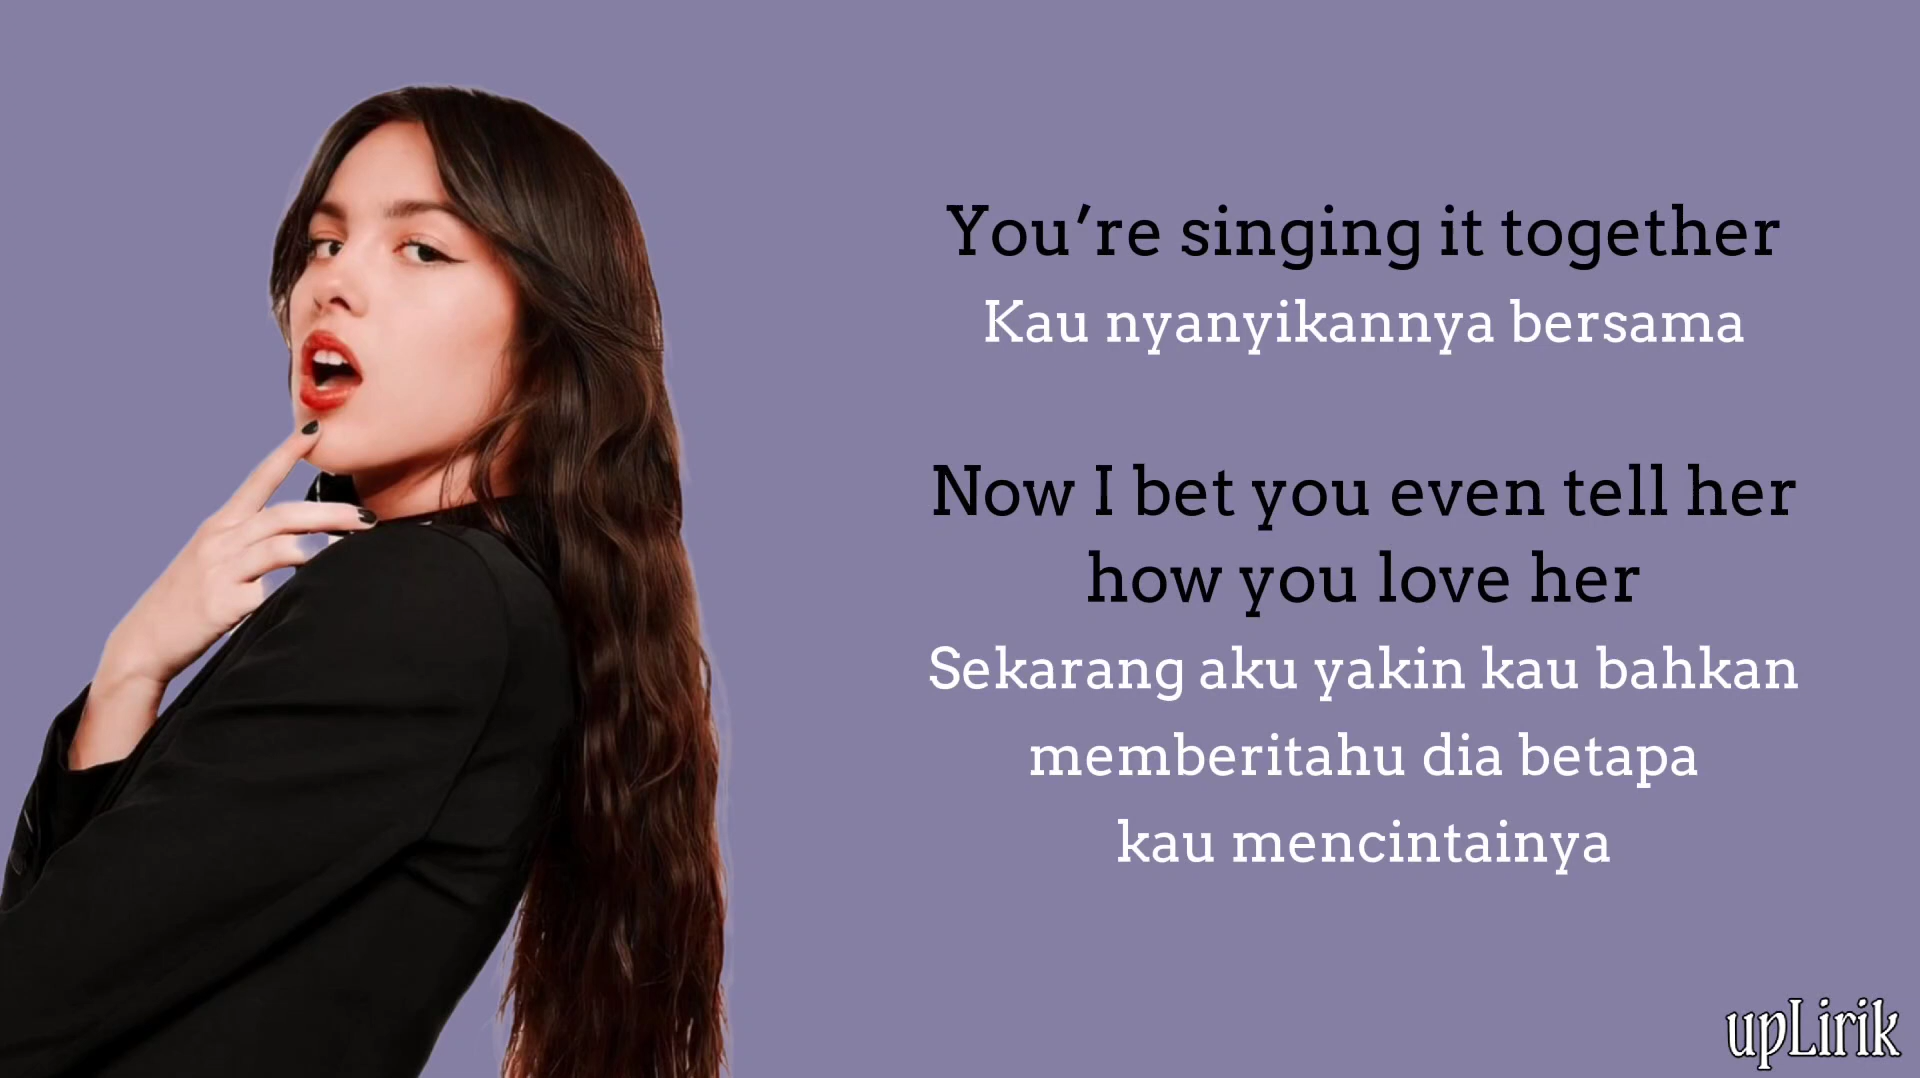 You’re singing it together
Kau nyanyikannya bersama
Now I bet you even tell her
how you love her
Sekarang aku yakin kau bahkan
memberitahu dia betapa
kau mencintainya
upLirik